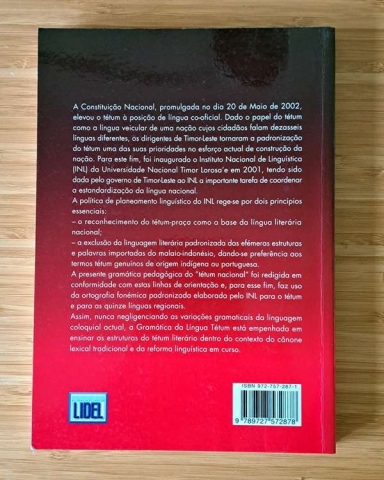 A Constituição Nacional, promulgada no dia 20 de Maio de 2002,
elevou o tétum à posição de língua co-oficial. Dado o papel do tétum
como a língua veicular de uma nação cujos cidadãos falam dezasseis
línguas diferentes, os dirigentes de Timor-Leste tornaram a padronização
do tétum uma das suas prioridades no esforço actual de construção da
nação. Para este fim, foi inaugurado o Instituto Nacional de Linguística
(INL) da Universidade Nacional Timor Lorosa'e em 2001, tendo sido
dada pelo governo de Timor-Leste ao INL a importante tarefa de coordenar
a estandardização da língua nacional.
A política de planeamento linguístico do INL rege-se por dois princípios
essenciais:
– o reconhecimento do tétum-praça como a base da língua literária
nacional;
– a exclusão da linguagem literária padronizada das efémeras estruturas
e palavras importadas do malaio-indonésio, dando-se preferência aos
termos tétum genuínos de origem indígena ou portuguesa.
A presente gramática pedagógica do "tétum nacional" foi redigida em
conformidade com estas linhas de orientação e, para esse fim, faz uso
da ortografia fonémica padronizada elaborada pelo INL para o tétum
e para as quinze línguas regionais.
Assim, nunca negligenciando as variações gramaticais da linguagem
coloquial actual, a Gramática da Língua Tétum está empenhada em
ensinar as estruturas do tétum literário dentro do contexto do cânone
lexical tradicional e da reforma linguística em curso.
LIDEL
ISBN 972-757-287-1
9 789727 572878